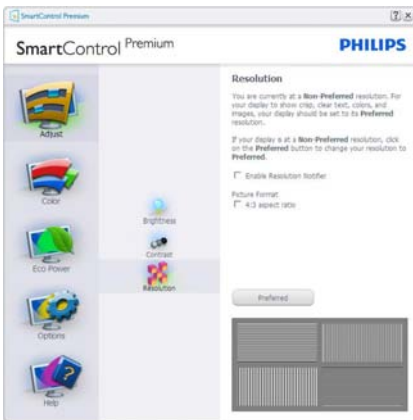 SmartControl Premium
SmartControl Premium
PHILIPS
Adjust
Color
Eco Power
Options
Help
Brightness
Contrast
Resolution
Resolution
You are currently at a Non-Preferred resolution. For
your display to show crisp, clear text, colors, and
images, your display should be set to its Preferred
resolution.
If your display is at a Non-Preferred resolution, click
on the Preferred button to change your resolution to
Preferred.
Enable Resolution Notifier
Picture Format
4:3 aspect ratio
Preferred